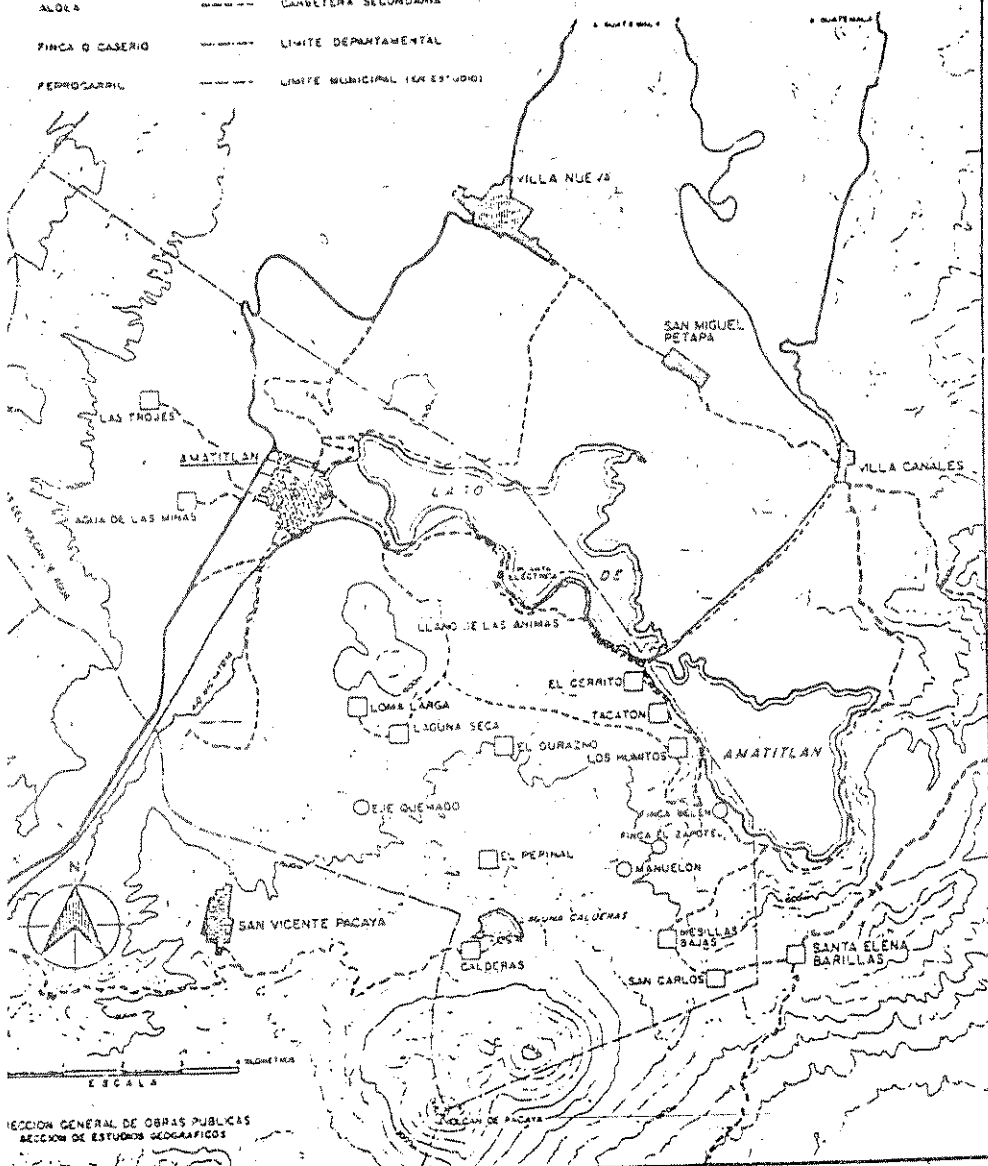 ALDEA
CARRETERA SECUNDARIA
FINCA O CASERIO
LIMITE DEPARTAMENTAL
FERROCARRIL
LIMITE MUNICIPAL (EN ESTUDIO)
A GUATEMALA
A GUATEMALA
VILLA NUEVA
SAN MIGUEL
PETAPA
LAS TROJES
AMATITLAN
VILLA CANALES
LAGO
AGUA DE LAS MINAS
PLANTA
ELECTRICA
DE
LLANO DE LAS ANIMAS
EL CERRITO
LOMA LARGA
TACATON
LAGUNA SECA
EL DURAZNO
LOS HUMITOS
AMATITLAN
EJE QUEMADO
FINCA BELEN
FINCA EL ZAPOTE
EL PEPINAL
MANUELON
N
SAN VICENTE PACAYA
LAGUNA CALDERAS
MESILLAS
BAJAS
CALDERAS
SANTA ELENA
BARILLAS
SAN CARLOS
KILOMETROS
ESCALA
VOLCAN DE PACAYA
RECCION GENERAL DE OBRAS PUBLICAS
SECCION DE ESTUDIOS GEOGRAFICOS